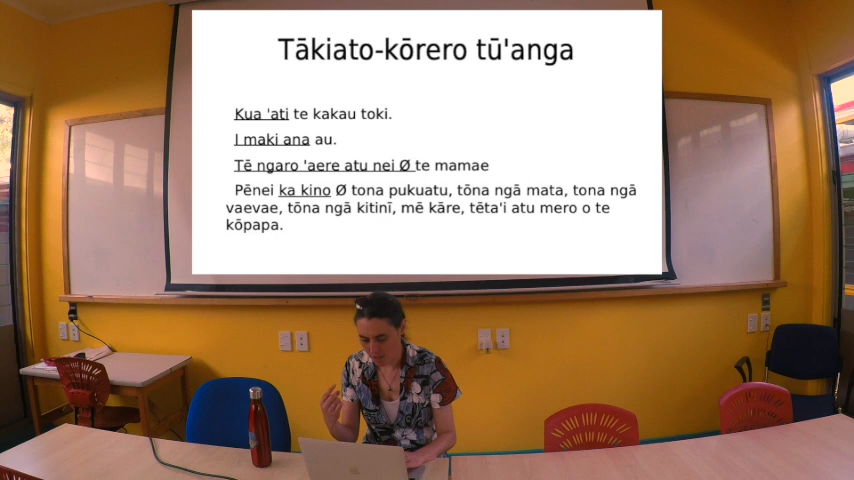 Tākiato-kōrero tū'anga
Kua 'ati te kakau toki.
I maki ana au.
Tē ngaro 'aere atu nei Ø te mamae
Pēnei ka kino Ø tona pukuatu, tōna ngā mata, tona ngā
vaevae, tōna ngā kitinī, mē kāre, tēta'i atu mero o te
kōpapa.